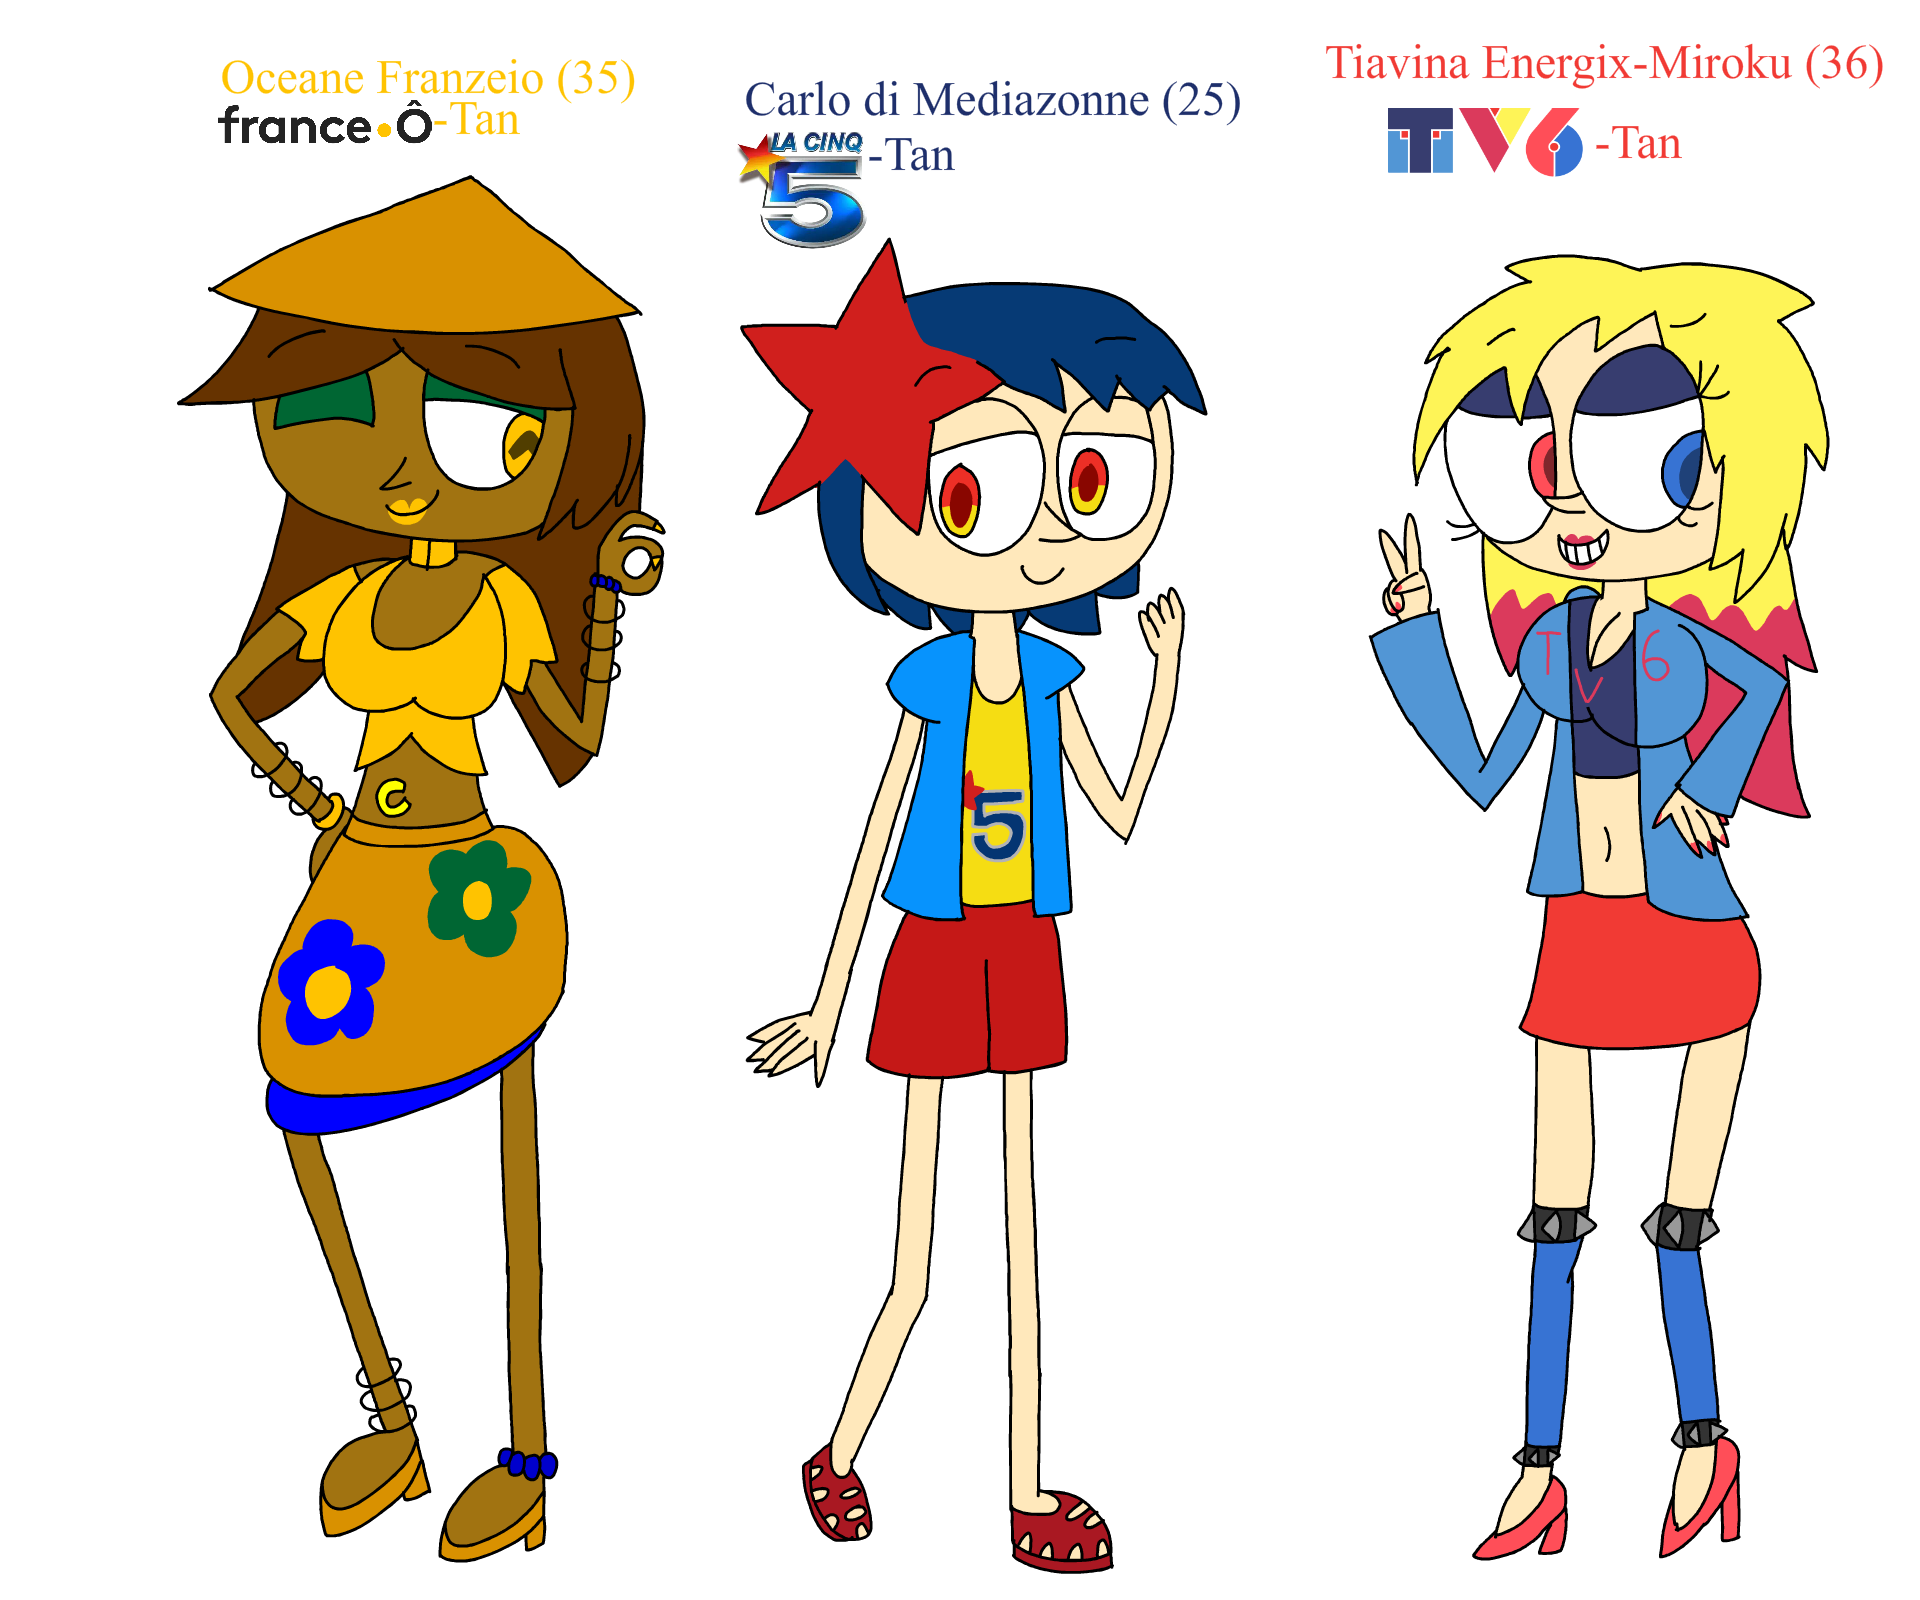 Oceane Franzeio (35)
france•Ô-Tan
Carlo di Mediazonne (25)
LA CINQ
5
-Tan
Tiavina Energix-Miroku (36)
TV6-Tan
T V 6
5
C